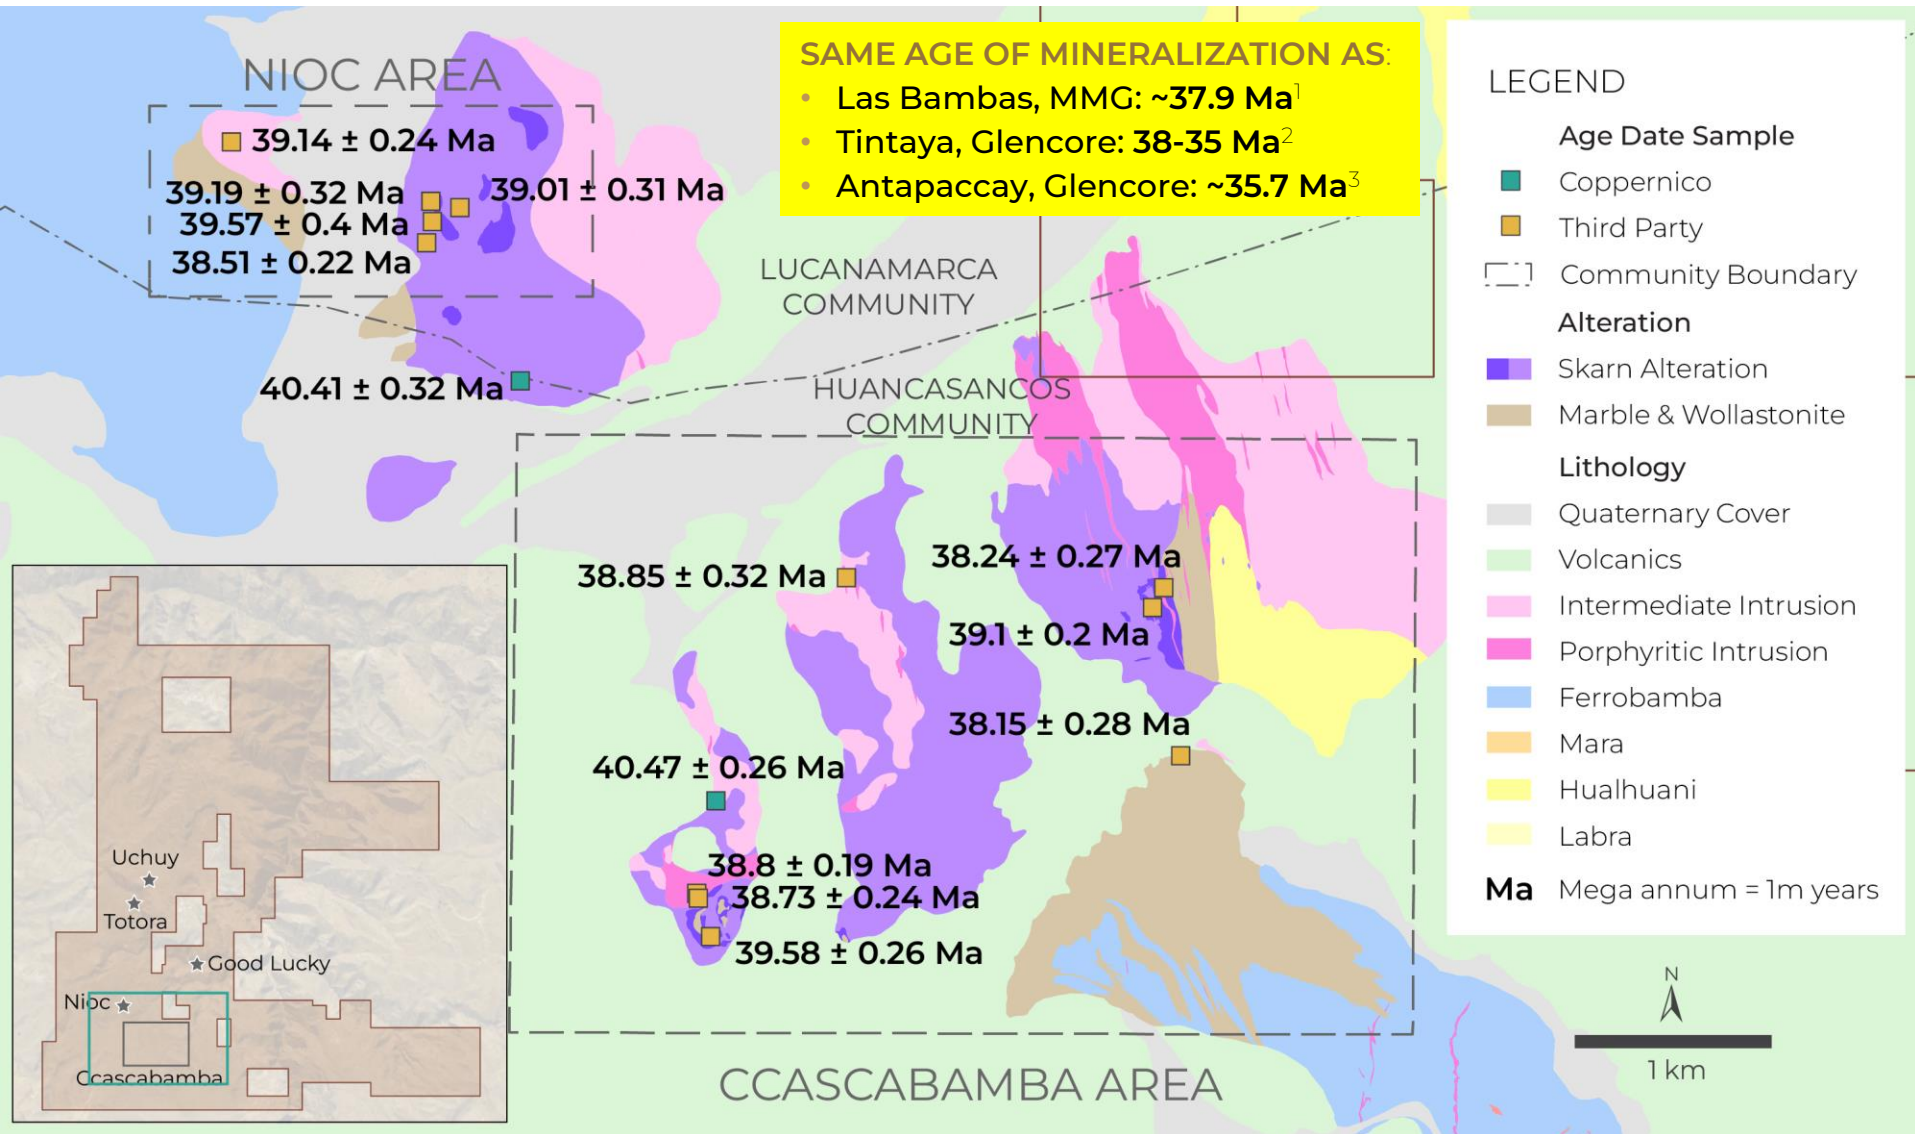 NIOC AREA
39.14 ± 0.24 Ma
39.19 ± 0.32 Ma
39.01 ± 0.31 Ma
39.57 ± 0.4 Ma
38.51 ± 0.22 Ma
40.41 ± 0.32 Ma
SAME AGE OF MINERALIZATION AS:
• Las Bambas, MMG: ~37.9 Ma¹
• Tintaya, Glencore: 38-35 Ma²
• Antapaccay, Glencore: ~35.7 Ma³
LUCANAMARCA
COMMUNITY
HUANCASANCOS
COMMUNITY
38.85 ± 0.32 Ma
38.24 ± 0.27 Ma
39.1 ± 0.2 Ma
38.15 ± 0.28 Ma
40.47 ± 0.26 Ma
38.8 ± 0.19 Ma
38.73 ± 0.24 Ma
39.58 ± 0.26 Ma
CCASCABAMBA AREA
Uchuy
Totora
Good Lucky
Nioc
Ccascabamba
LEGEND
Age Date Sample
Coppernico
Third Party
Community Boundary
Alteration
Skarn Alteration
Marble & Wollastonite
Lithology
Quaternary Cover
Volcanics
Intermediate Intrusion
Porphyritic Intrusion
Ferrobamba
Mara
Hualhuani
Labra
Ma Mega annum = 1m years
N
1 km